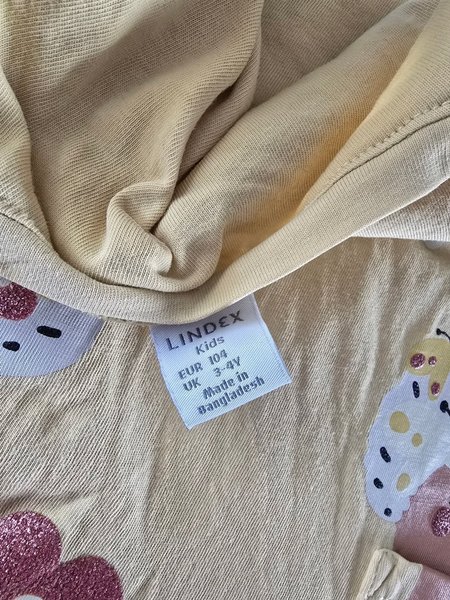 LINDEX
Kids
EUR 104
UK 3-4Y
Made in
Bangladesh